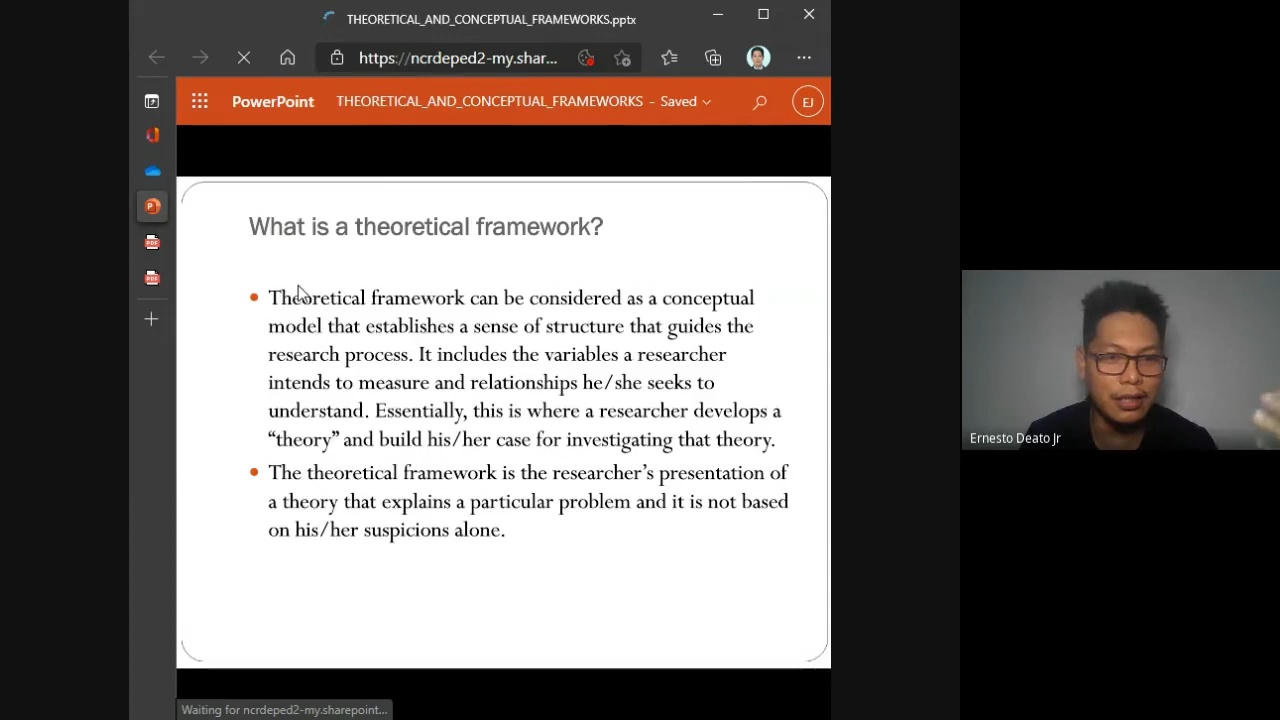 THEORETICAL_AND_CONCEPTUAL_FRAMEWORKS.pptx
https://ncrdeped2-my.shar...
PowerPoint THEORETICAL_AND_CONCEPTUAL_FRAMEWORKS - Saved EJ
What is a theoretical framework?
Theoretical framework can be considered as a conceptual
model that establishes a sense of structure that guides the
research process. It includes the variables a researcher
intends to measure and relationships he/she seeks to
understand. Essentially, this is where a researcher develops a
“theory” and build his/her case for investigating that theory.
The theoretical framework is the researcher’s presentation of
a theory that explains a particular problem and it is not based
on his/her suspicions alone.
Ernesto Deato Jr
Waiting for ncrdeped2-my.sharepoint...
P
PDF
PDF